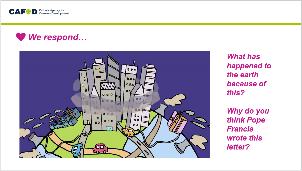 CAFOD
We respond...
What has
happened to
the earth
because of
this?
Why do you
think Pope
Francis
wrote this
letter?